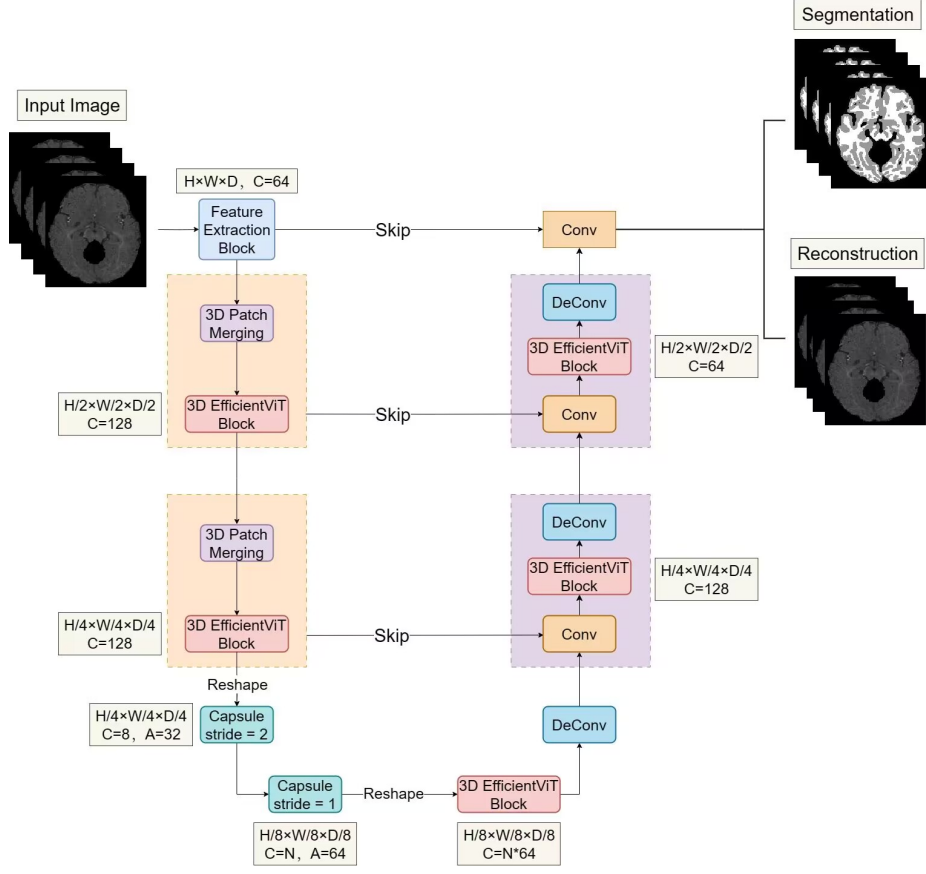 Segmentation
Input Image
H×W×D, C=64
Feature
Extraction
Block
Skip
Conv
Reconstruction
3D Patch
Merging
DeConv
3D EfficientViT
Block
H/2×W/2×D/2
C=64
H/2×W/2×D/2
C=128
3D EfficientViT
Block
Skip
Conv
3D Patch
Merging
DeConv
3D EfficientViT
Block
H/4×W/4×D/4
C=128
H/4×W/4×D/4
C=128
3D EfficientViT
Block
Skip
Conv
Reshape
H/4×W/4×D/4
C=8, A=32
Capsule
stride = 2
DeConv
Capsule
stride = 1
Reshape
3D EfficientViT
Block
H/8×W/8×D/8
C=N, A=64
H/8×W/8×D/8
C=N*64